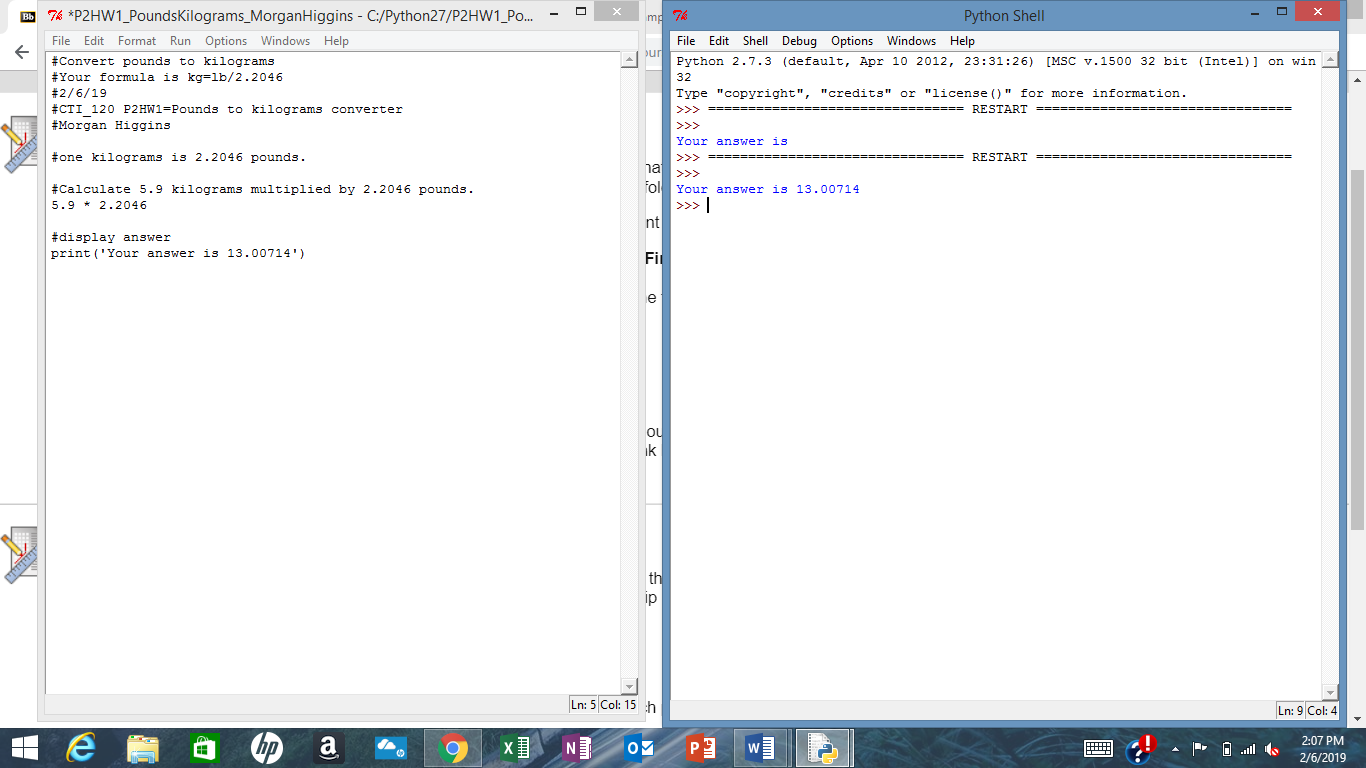 *P2HW1_PoundsKilograms_MorganHiggins - C:/Python27/P2HW1_Po...
File Edit Format Run Options Windows Help
#Convert pounds to kilograms
#Your formula is kg=lb/2.2046
#2/6/19
#CTI_120 P2HW1=Pounds to kilograms converter
#Morgan Higgins
#one kilograms is 2.2046 pounds.
#Calculate 5.9 kilograms multiplied by 2.2046 pounds.
5.9 * 2.2046
#display answer
print('Your answer is 13.00714')
Ln: 5 Col: 15
Python Shell
File Edit Shell Debug Options Windows Help
Python 2.7.3 (default, Apr 10 2012, 23:31:26) [MSC v.1500 32 bit (Intel)] on win
32
Type "copyright", "credits" or "license()" for more information.
>>> ================================ RESTART ================================
>>>
Your answer is
>>> ================================ RESTART ================================
>>>
Your answer is 13.00714
>>>
Ln: 9 Col: 4
Bb
hp
a
2:07 PM
2/6/2019